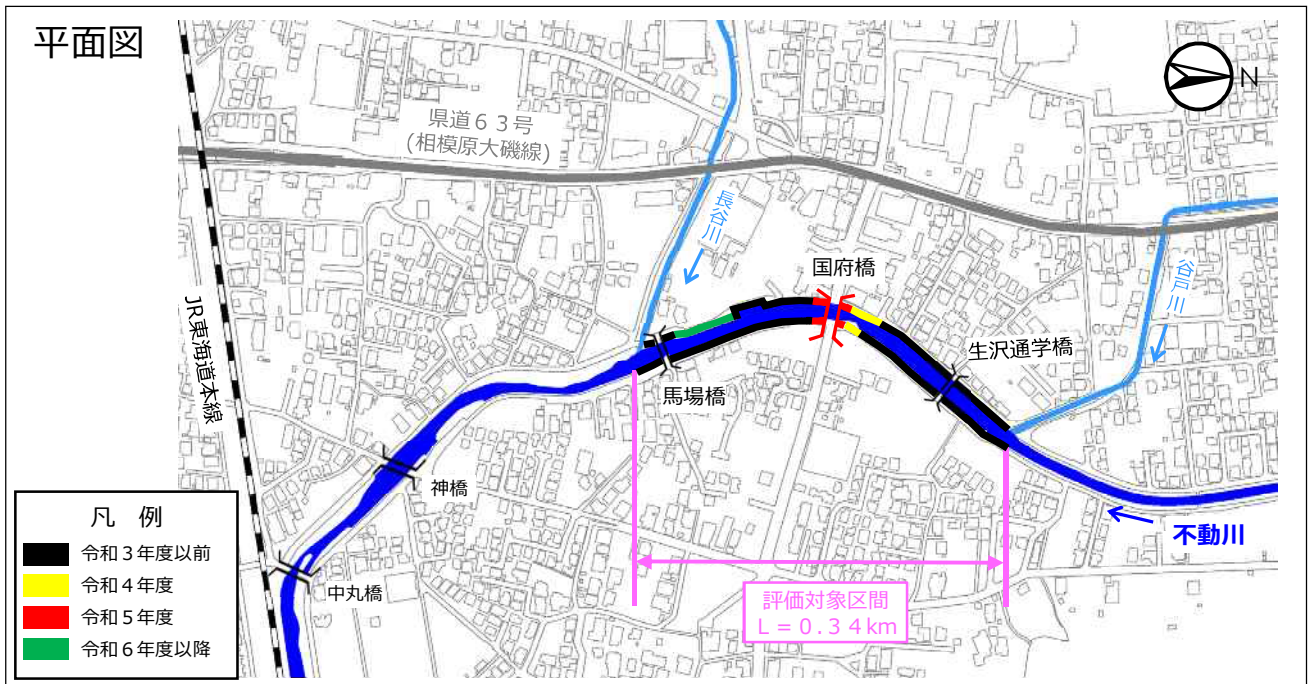 平面図
N
県道６３号
(相模原大磯線)
長谷川
国府橋
谷戸川
生沢通学橋
JR東海道本線
馬場橋
神橋
不動川
中丸橋
評価対象区間
Ｌ＝０.３４km
凡　例
令和３年度以前
令和４年度
令和５年度
令和６年度以降